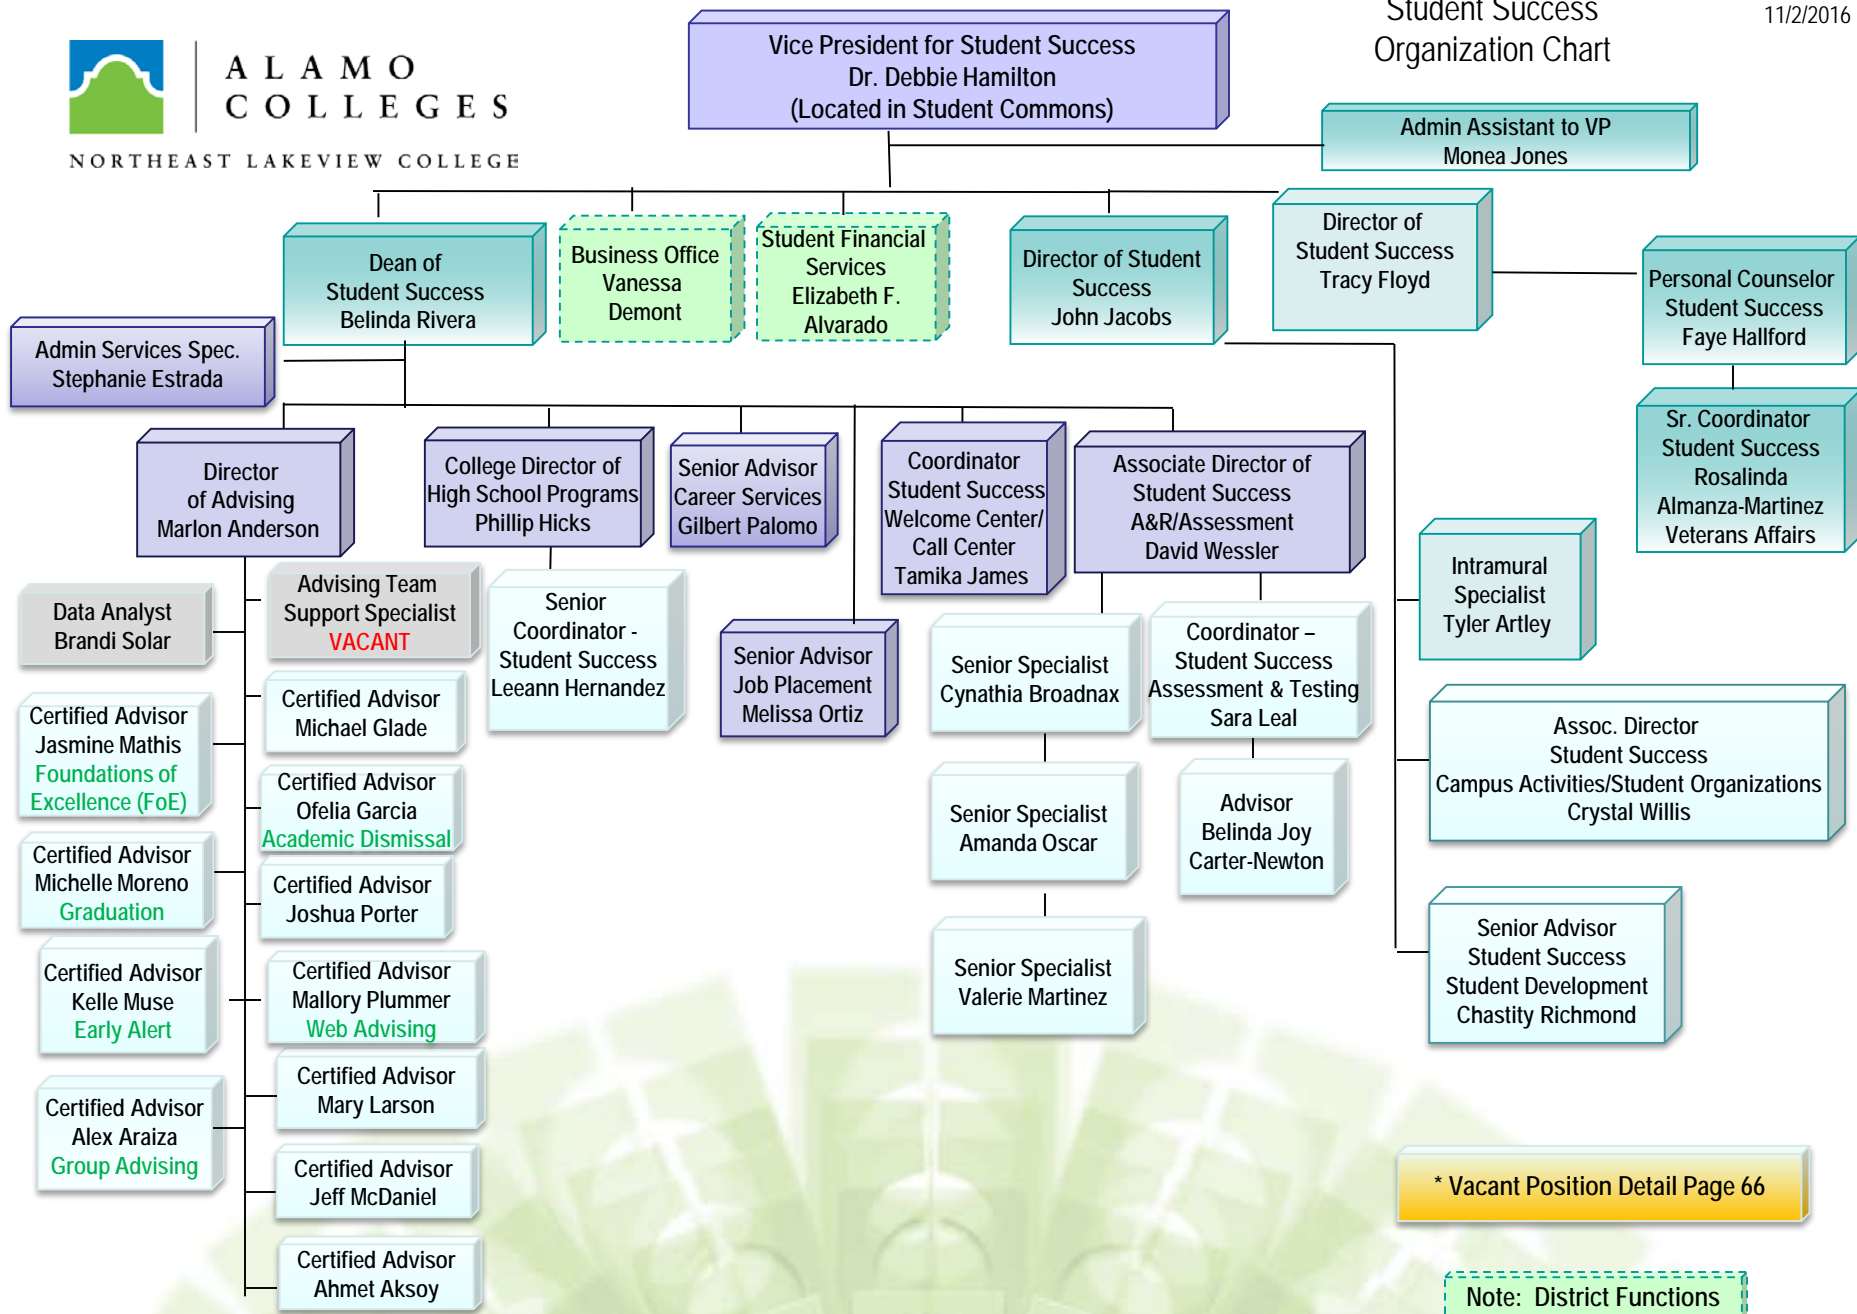 Student Success
Organization Chart
11/2/2016
ALAMO
COLLEGES
NORTHEAST LAKEVIEW COLLEGE
Vice President for Student Success
Dr. Debbie Hamilton
(Located in Student Commons)
Admin Assistant to VP
Monea Jones
Dean of
Student Success
Belinda Rivera
Business Office
Vanessa
Demont
Student Financial
Services
Elizabeth F.
Alvarado
Director of Student
Success
John Jacobs
Director of
Student Success
Tracy Floyd
Personal Counselor
Student Success
Faye Hallford
Admin Services Spec.
Stephanie Estrada
Sr. Coordinator
Student Success
Rosalinda
Almanza-Martinez
Veterans Affairs
Director
of Advising
Marlon Anderson
College Director of
High School Programs
Phillip Hicks
Senior Advisor
Career Services
Gilbert Palomo
Coordinator
Student Success
Welcome Center/
Call Center
Tamika James
Associate Director of
Student Success
A&R/Assessment
David Wessler
Intramural
Specialist
Tyler Artley
Data Analyst
Brandi Solar
Advising Team
Support Specialist
VACANT
Senior
Coordinator -
Student Success
Leeann Hernandez
Senior Advisor
Job Placement
Melissa Ortiz
Senior Specialist
Cynathia Broadnax
Coordinator –
Student Success
Assessment & Testing
Sara Leal
Certified Advisor
Jasmine Mathis
Foundations of
Excellence (FoE)
Certified Advisor
Michael Glade
Assoc. Director
Student Success
Campus Activities/Student Organizations
Crystal Willis
Certified Advisor
Ofelia Garcia
Academic Dismissal
Senior Specialist
Amanda Oscar
Advisor
Belinda Joy
Carter-Newton
Certified Advisor
Michelle Moreno
Graduation
Certified Advisor
Joshua Porter
Senior Advisor
Student Success
Student Development
Chastity Richmond
Certified Advisor
Kelle Muse
Early Alert
Certified Advisor
Mallory Plummer
Web Advising
Senior Specialist
Valerie Martinez
Certified Advisor
Mary Larson
Certified Advisor
Alex Araiza
Group Advising
Certified Advisor
Jeff McDaniel
* Vacant Position Detail Page 66
Certified Advisor
Ahmet Aksoy
Note: District Functions